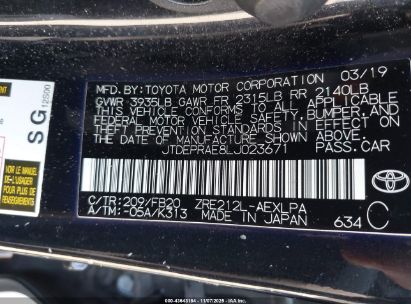 MFD. BY: TOYOTA MOTOR CORPORATION 03/19
GVWR 3935LB GAWR FR 2315LB RR 2140LB
THIS VEHICLE CONFORMS TO ALL APPLICABLE
FEDERAL MOTOR VEHICLE SAFETY, BUMPER, AND
THEFT PREVENTION STANDARDS IN EFFECT ON
THE DATE OF MANUFACTURE SHOWN ABOVE.
JTDEPRAE8LJ023671 PASS.CAR
C/TR: 209/FB20 ZRE212L-AEXLPA
A/TM: -05A/K313 MADE IN JAPAN 634 C
TOYOTA
SG